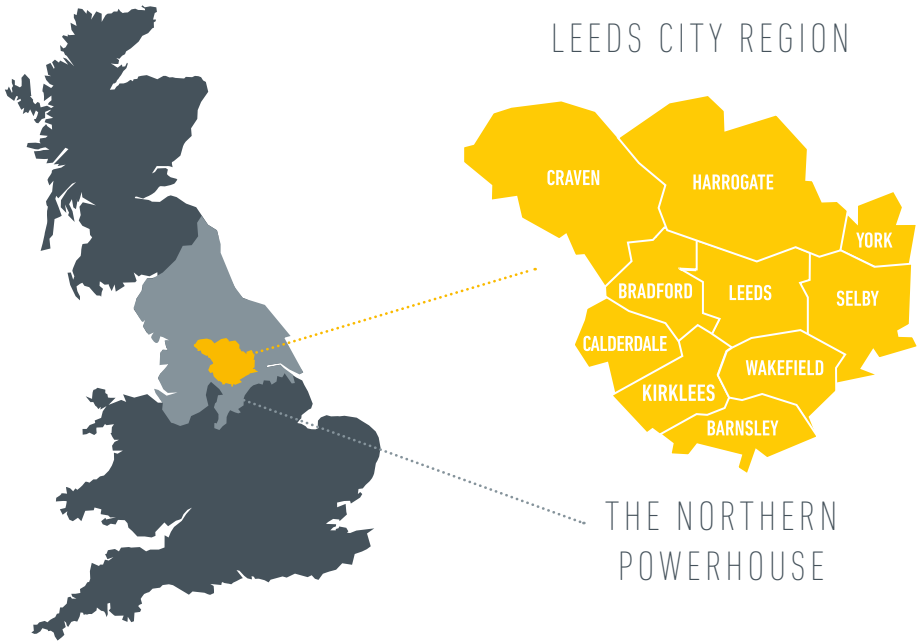 LEEDS CITY REGION
CRAVEN
HARROGATE
YORK
BRADFORD
LEEDS
SELBY
CALDERDALE
WAKEFIELD
KIRKLEES
BARNSLEY
THE NORTHERN
POWERHOUSE